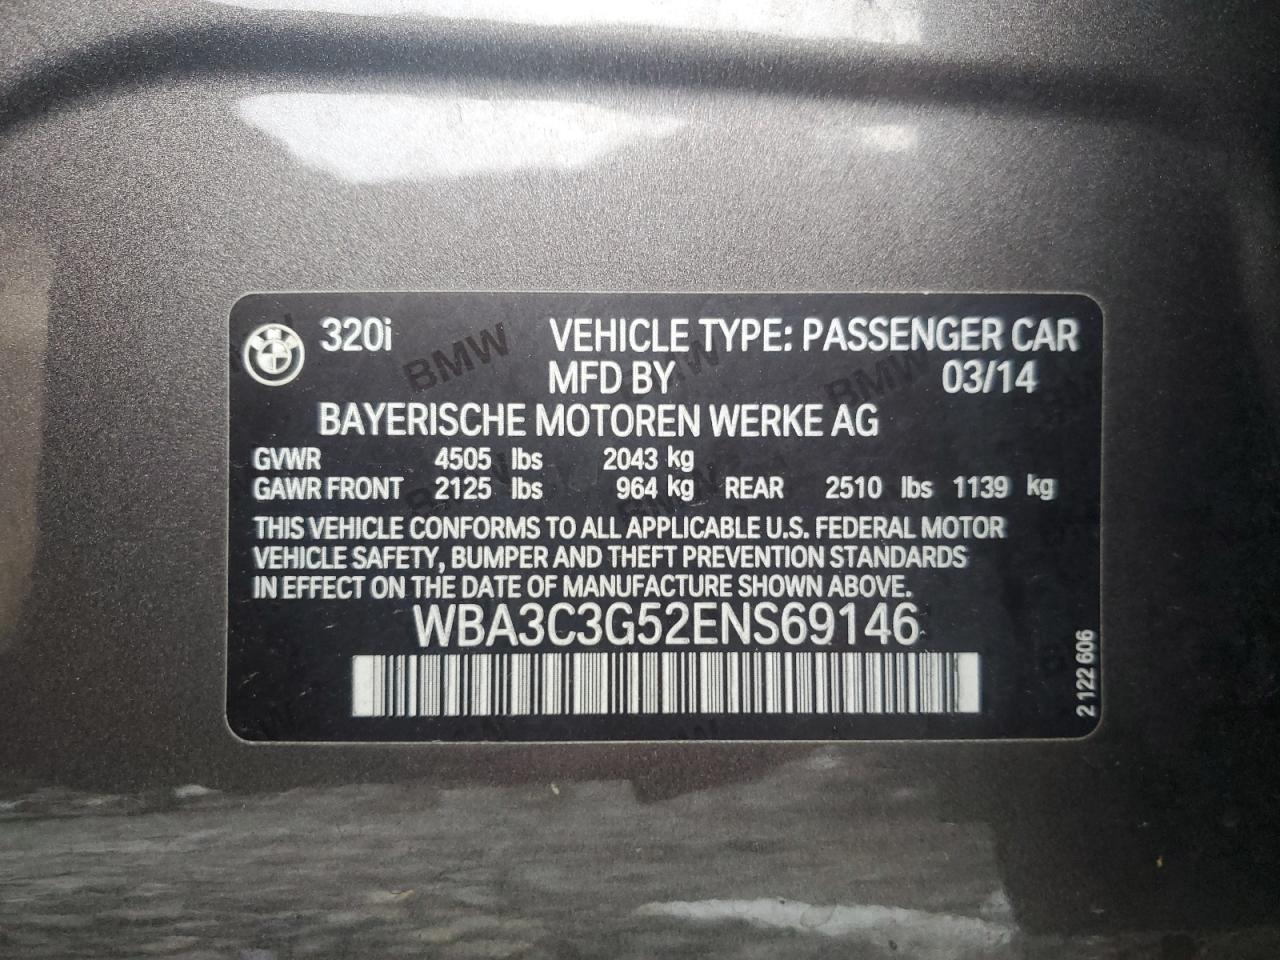 320i VEHICLE TYPE: PASSENGER CAR
MFD BY 03/14
BAYERISCHE MOTOREN WERKE AG
GVWR 4505 lbs 2043 kg
GAWR FRONT 2125 lbs 964 kg REAR 2510 lbs 1139 kg
THIS VEHICLE CONFORMS TO ALL APPLICABLE U.S. FEDERAL MOTOR
VEHICLE SAFETY, BUMPER AND THEFT PREVENTION STANDARDS
IN EFFECT ON THE DATE OF MANUFACTURE SHOWN ABOVE.
WBA3C3G52ENS69146
2 122 606
BMW
BMW